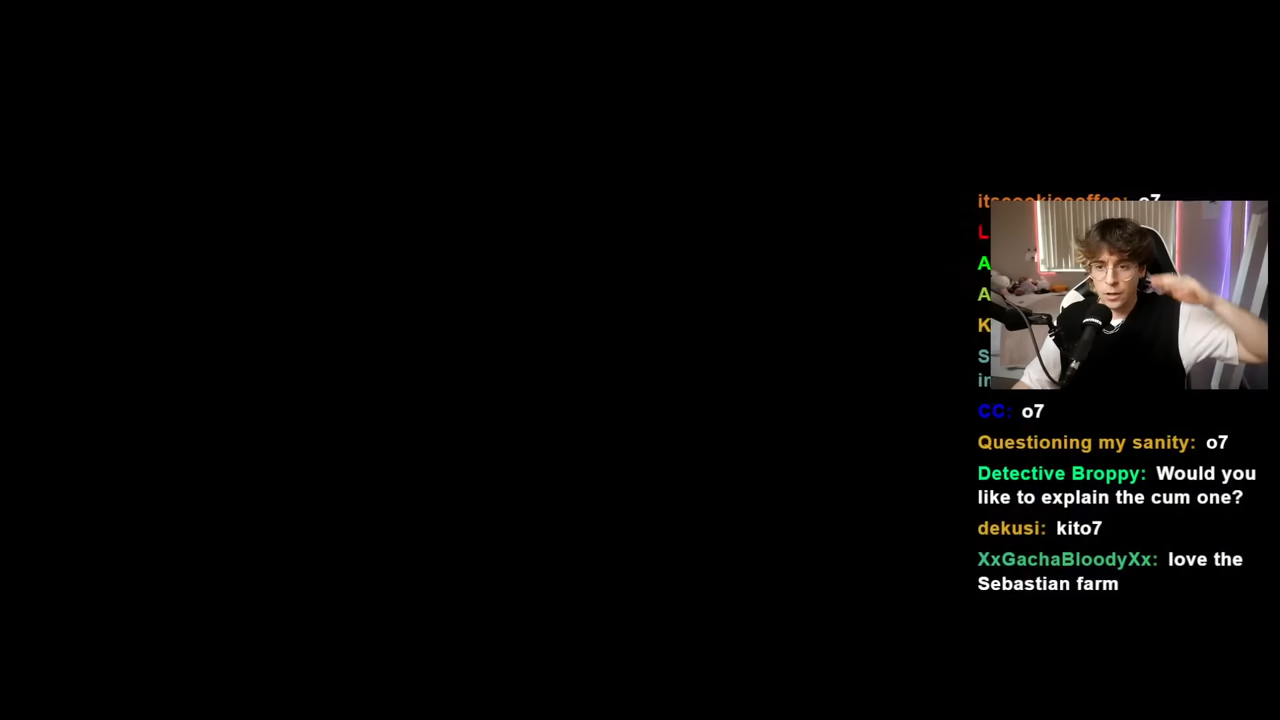 CC: o7
Questioning my sanity: o7
Detective Broppy: Would you
like to explain the cum one?
dekusi: kito7
XxGachaBloodyXx: love the
Sebastian farm